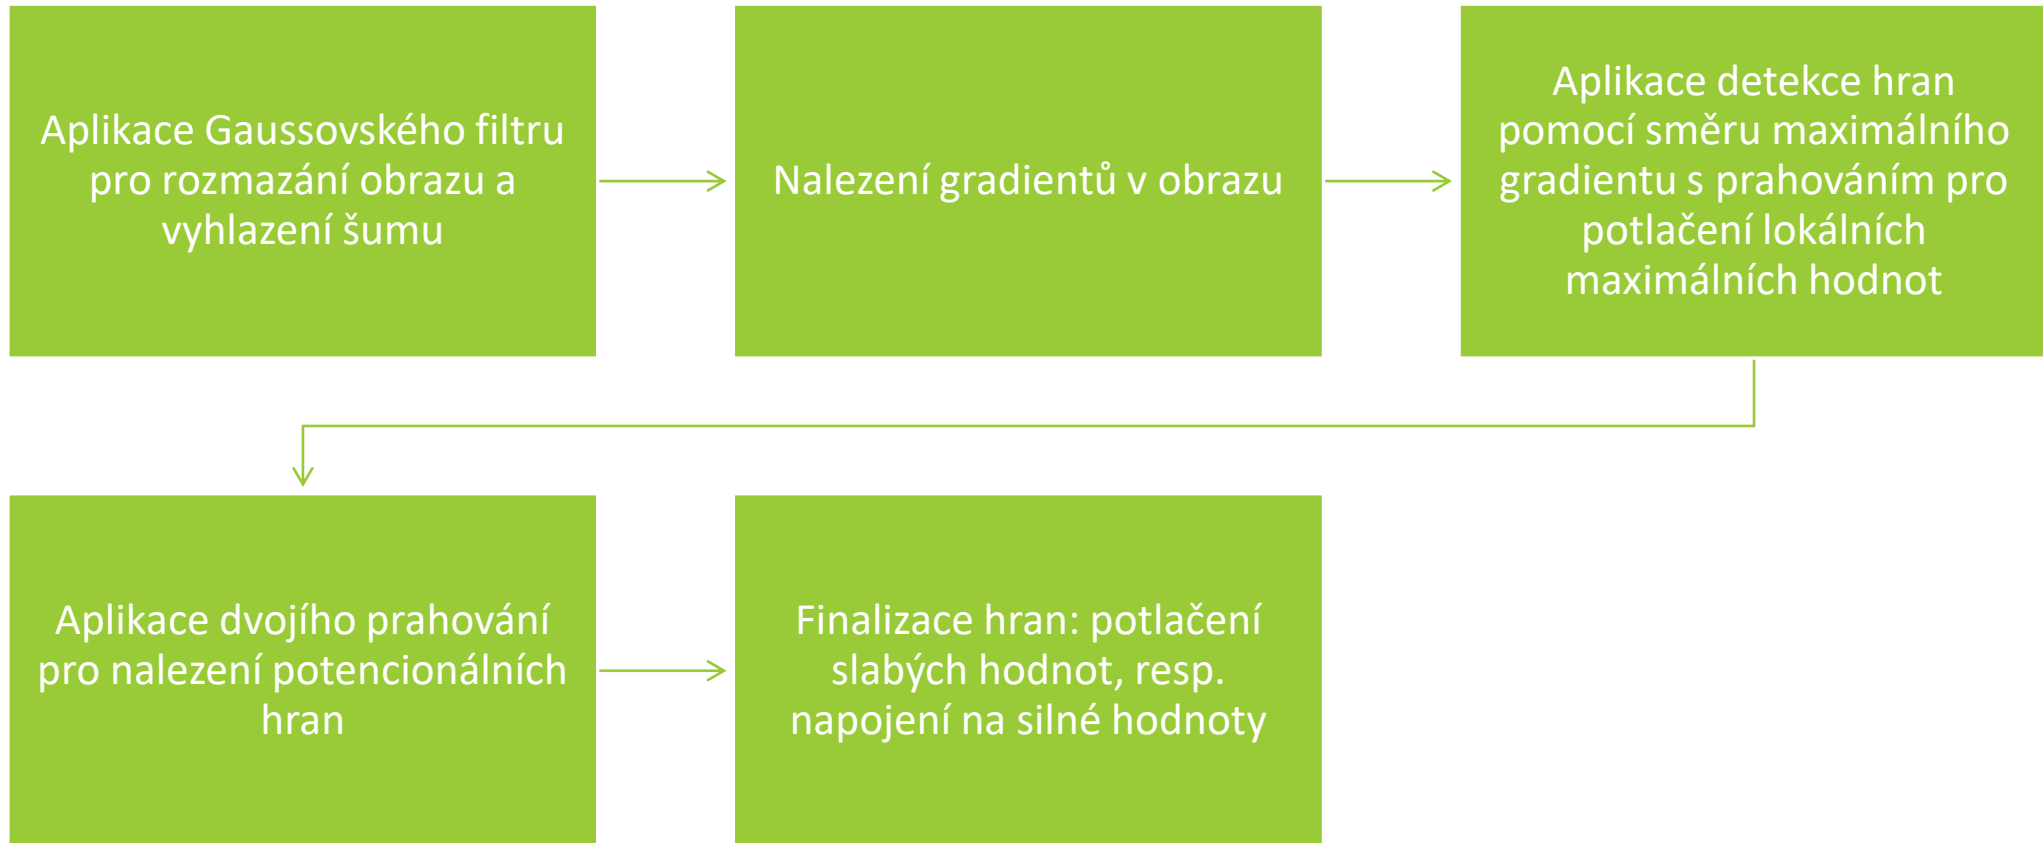 Aplikace Gaussovského filtru
pro rozmazání obrazu a
vyhlazení šumu
Nalezení gradientů v obrazu
Aplikace detekce hran
pomocí směru maximálního
gradientu s prahováním pro
potlačení lokálních
maximálních hodnot
Aplikace dvojího prahování
pro nalezení potencionálních
hran
Finalizace hran: potlačení
slabých hodnot, resp.
napojení na silné hodnoty